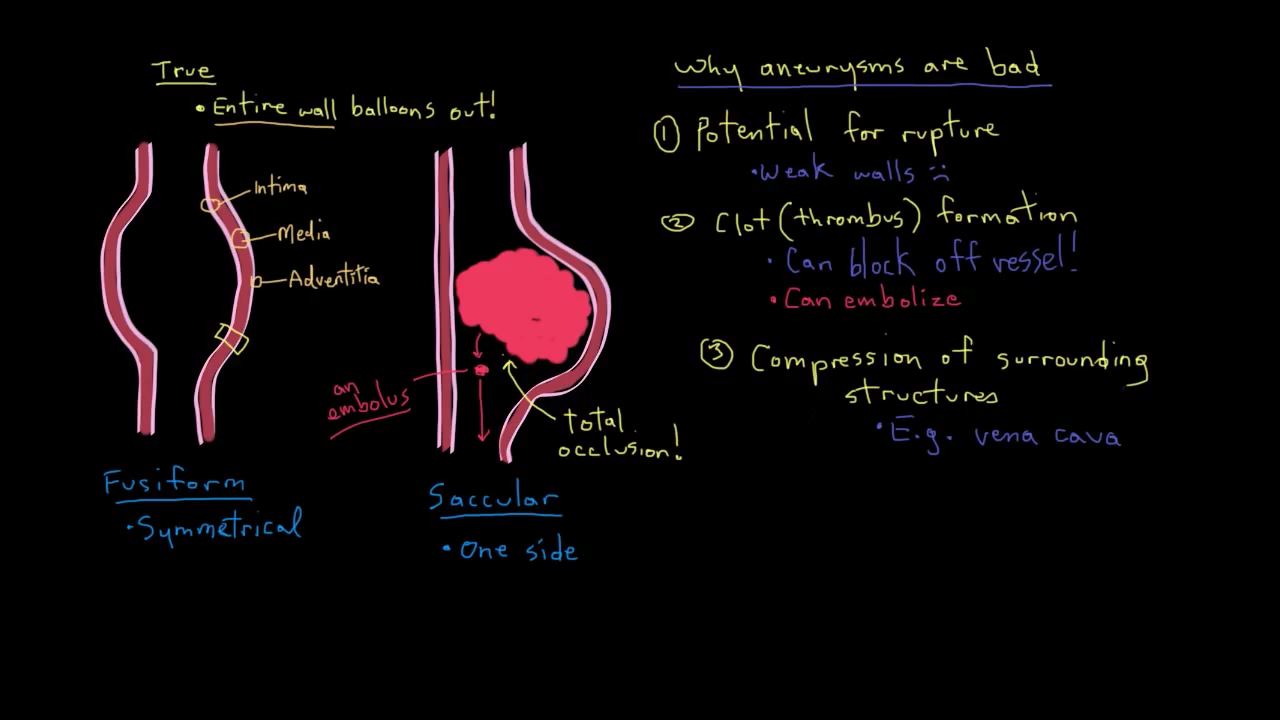 True
• Entire wall balloons out!
Intima
Media
Adventitia
an
embolus
total
occlusion!
Fusiform
• Symmetrical
Saccular
• One side
Why aneurysms are bad
① Potential for rupture
• Weak walls :(
② Clot (thrombus) formation
• Can block off vessel!
• Can embolize
③ Compression of surrounding
structures
• E.g. vena cava